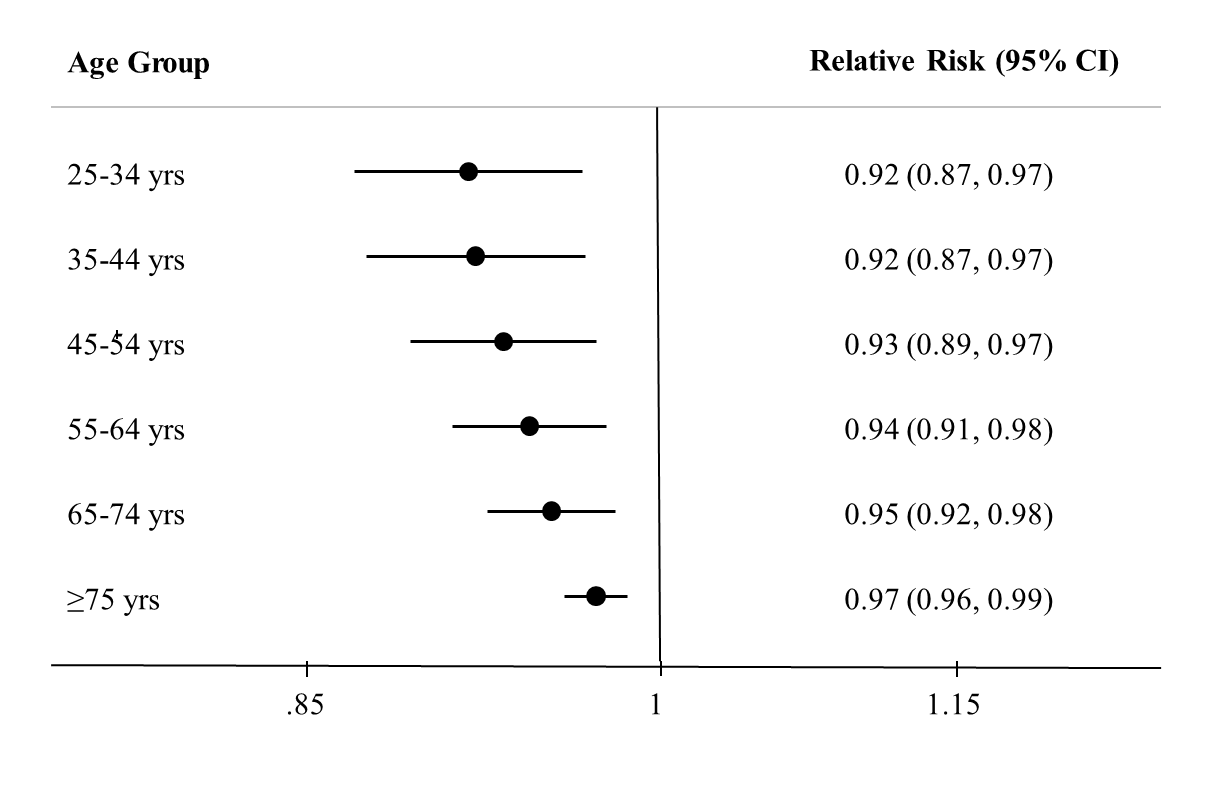 Age Group Relative Risk (95% CI)
25-34 yrs 0.92 (0.87, 0.97)
35-44 yrs 0.92 (0.87, 0.97)
45-54 yrs 0.93 (0.89, 0.97)
55-64 yrs 0.94 (0.91, 0.98)
65-74 yrs 0.95 (0.92, 0.98)
≥75 yrs 0.97 (0.96, 0.99)
.85 1 1.15